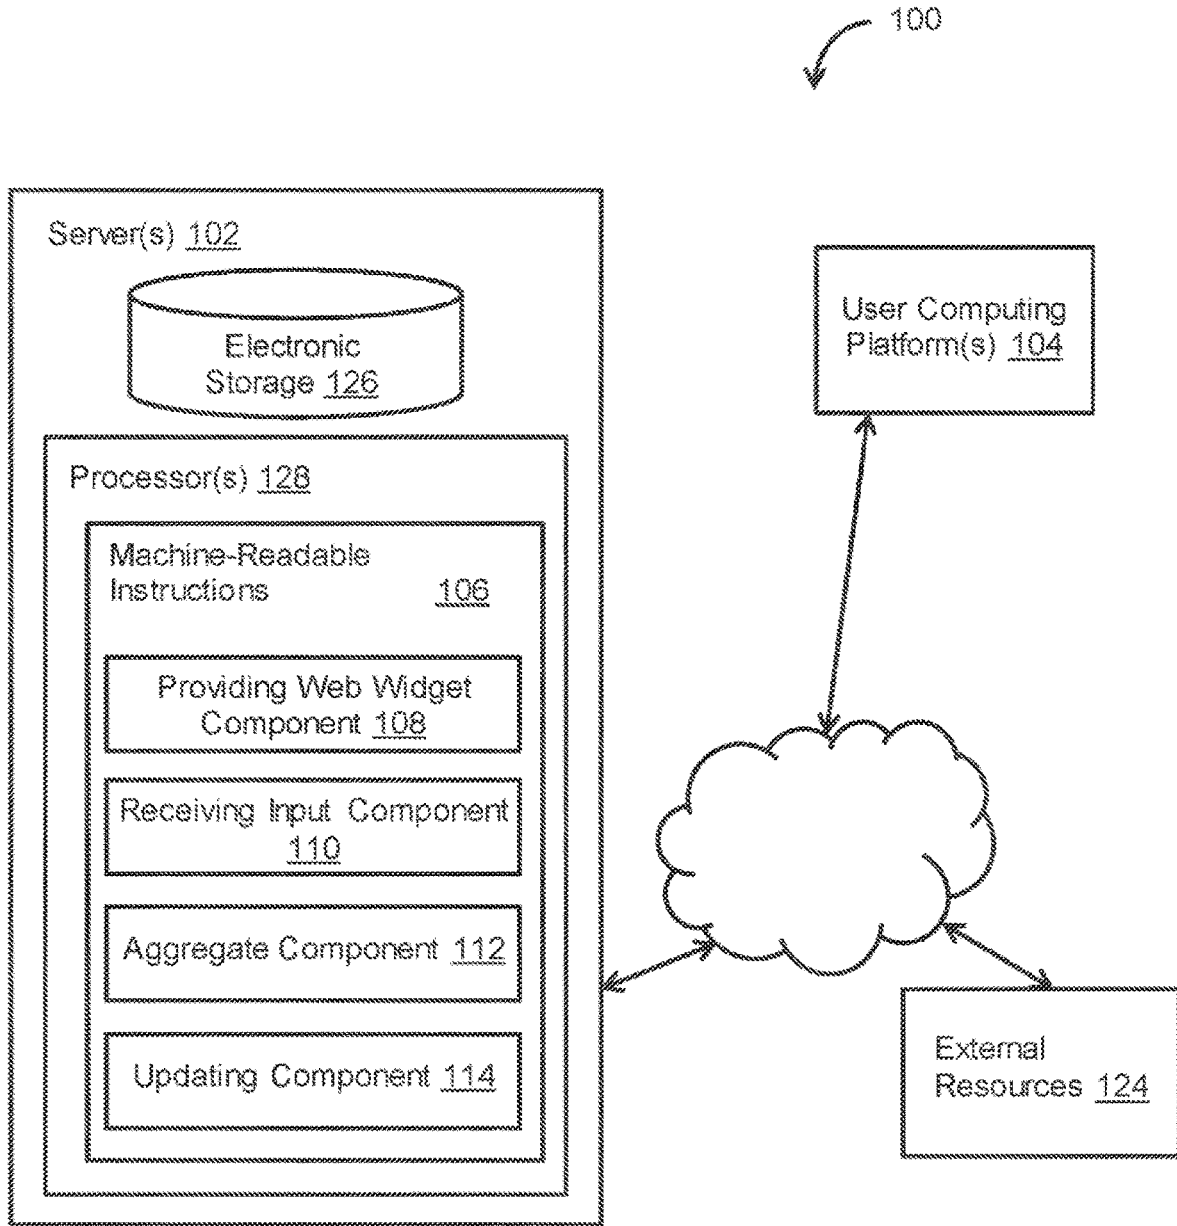 100
Server(s) 102
Electronic
Storage 126
Processor(s) 128
Machine-Readable
Instructions 106
Providing Web Widget
Component 108
Receiving Input Component
110
Aggregate Component 112
Updating Component 114
User Computing
Platform(s) 104
External
Resources 124